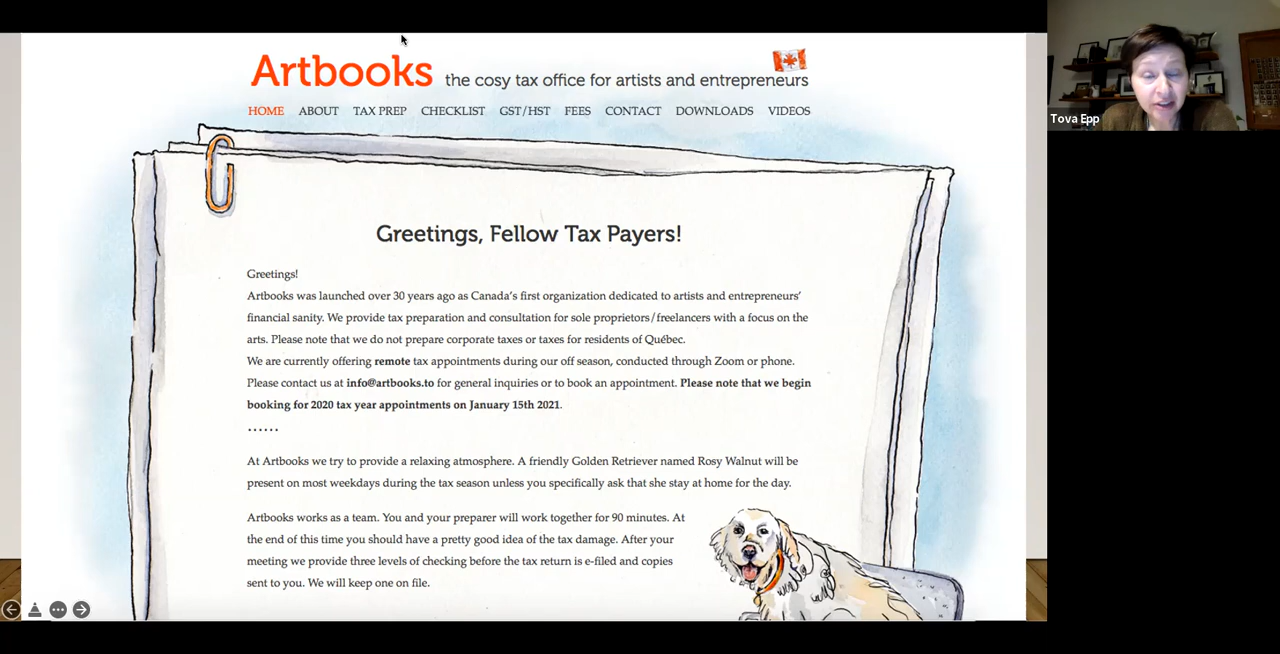 Artbooks the cosy tax office for artists and entrepreneurs
HOME ABOUT TAX PREP CHECKLIST GST/HST FEES CONTACT DOWNLOADS VIDEOS
Tova Epp
Greetings, Fellow Tax Payers!
Greetings!
Artbooks was launched over 30 years ago as Canada's first organization dedicated to artists and entrepreneurs'
financial sanity. We provide tax preparation and consultation for sole proprietors/freelancers with a focus on the
arts. Please note that we do not prepare corporate taxes or taxes for residents of Québec.
We are currently offering remote tax appointments during our off season, conducted through Zoom or phone.
Please contact us at info@artbooks.to for general inquiries or to book an appointment. Please note that we begin
booking for 2020 tax year appointments on January 15th 2021.
......
At Artbooks we try to provide a relaxing atmosphere. A friendly Golden Retriever named Rosy Walnut will be
present on most weekdays during the tax season unless you specifically ask that she stay at home for the day.
Artbooks works as a team. You and your preparer will work together for 90 minutes. At
the end of this time you should have a pretty good idea of the tax damage. After your
meeting we provide three levels of checking before the tax return is e-filed and copies
sent to you. We will keep one on file.